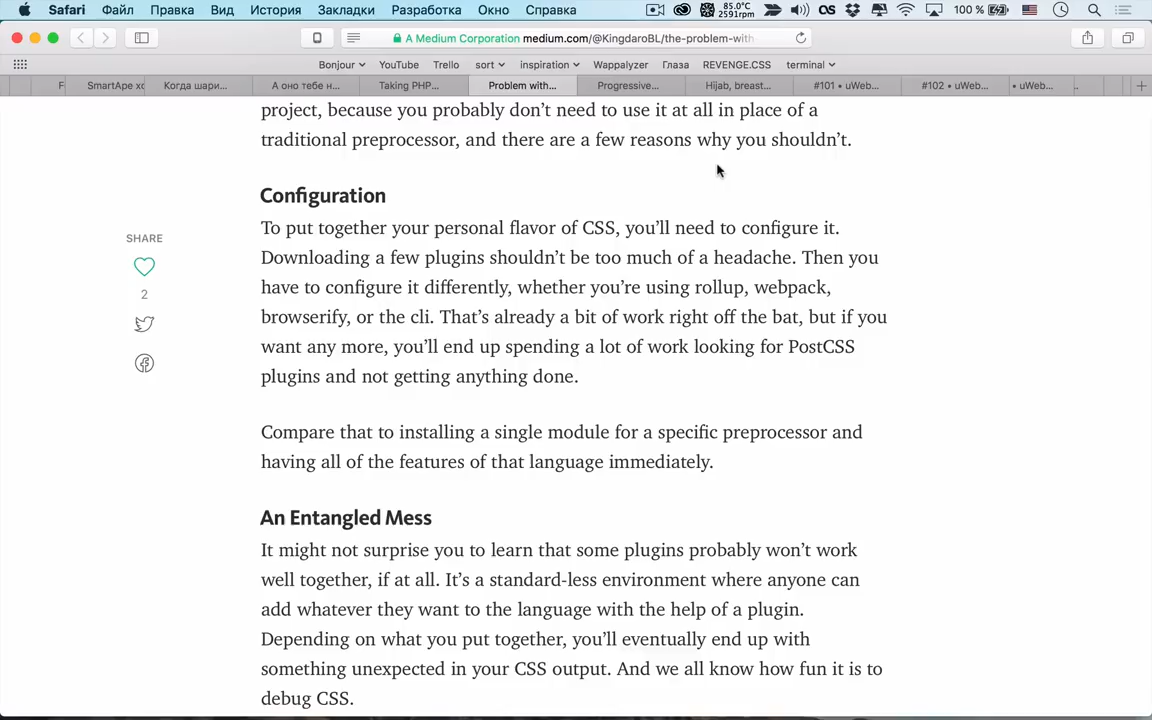 Safari Файл Правка Вид История Закладки Разработка Окно Справка 85.0°C 2591rpm 100 %
A Medium Corporation medium.com/@KingdaroBL/the-problem-with-
Bonjour YouTube Trello sort inspiration Wappalyzer Глаза REVENGE.CSS terminal
F SmartApe хо Когда шари... А оно тебе н... Taking PHP... Problem with... Progressive... Hijab, breast... #101 • uWeb... #102 • uWeb... • uWeb...
project, because you probably don’t need to use it at all in place of a
traditional preprocessor, and there are a few reasons why you shouldn’t.
Configuration
To put together your personal flavor of CSS, you’ll need to configure it.
Downloading a few plugins shouldn’t be too much of a headache. Then you
have to configure it differently, whether you’re using rollup, webpack,
browserify, or the cli. That’s already a bit of work right off the bat, but if you
want any more, you’ll end up spending a lot of work looking for PostCSS
plugins and not getting anything done.
SHARE
2
Compare that to installing a single module for a specific preprocessor and
having all of the features of that language immediately.
An Entangled Mess
It might not surprise you to learn that some plugins probably won’t work
well together, if at all. It’s a standard-less environment where anyone can
add whatever they want to the language with the help of a plugin.
Depending on what you put together, you’ll eventually end up with
something unexpected in your CSS output. And we all know how fun it is to
debug CSS.